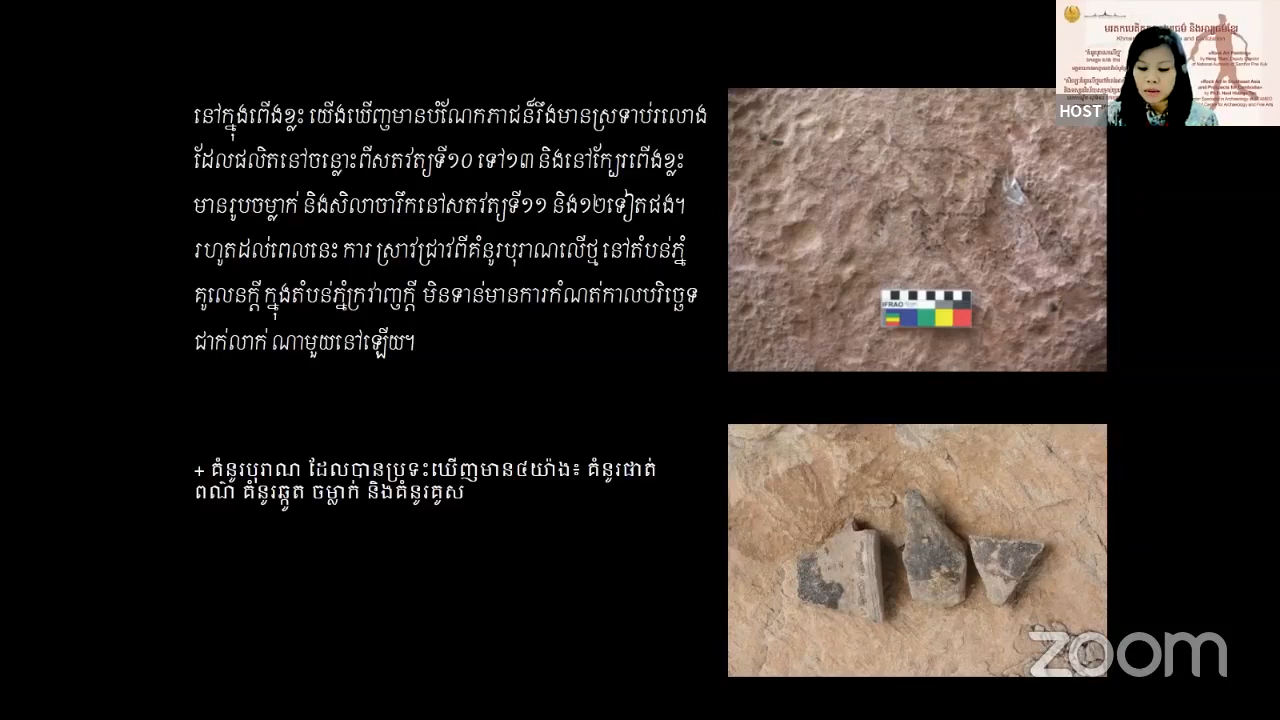 នៅក្នុងពើងខ្លះ យើងប្រទះមានបំណែកភាជន៍ដីដែលមានស្រទាប់រលោង
ដែលផលិតនៅចន្លោះពីសតវត្យទី១០ ទៅ១៣ និងនៅក្បែរពើងខ្លះ
មានរូបចម្លាក់ និងសិលាចារឹកនៅសតវត្យទី១១ និង១២ទៀតផង។
រហូតដល់ពេលនេះ ការ ស្រាវជ្រាវពីគំនូរបុរាណលើថ្ម នៅតំបន់ភ្នំ
គូលេនក្តី ក្នុងតំបន់ភ្នំក្រវាញក្តី មិនទាន់មានការកំណត់កាលបរិច្ឆេទ
ជាក់លាក់ ណាមួយនៅឡើយ។
+ គំនូរបុរាណ ដែលបានប្រទះឃើញមាន៤យ៉ាង៖ គំនូរផាត់
ពណ៌ គំនូរឆ្កូត ចម្លាក់ និងគំនូរគូស
IFRAO
HOST
zoom